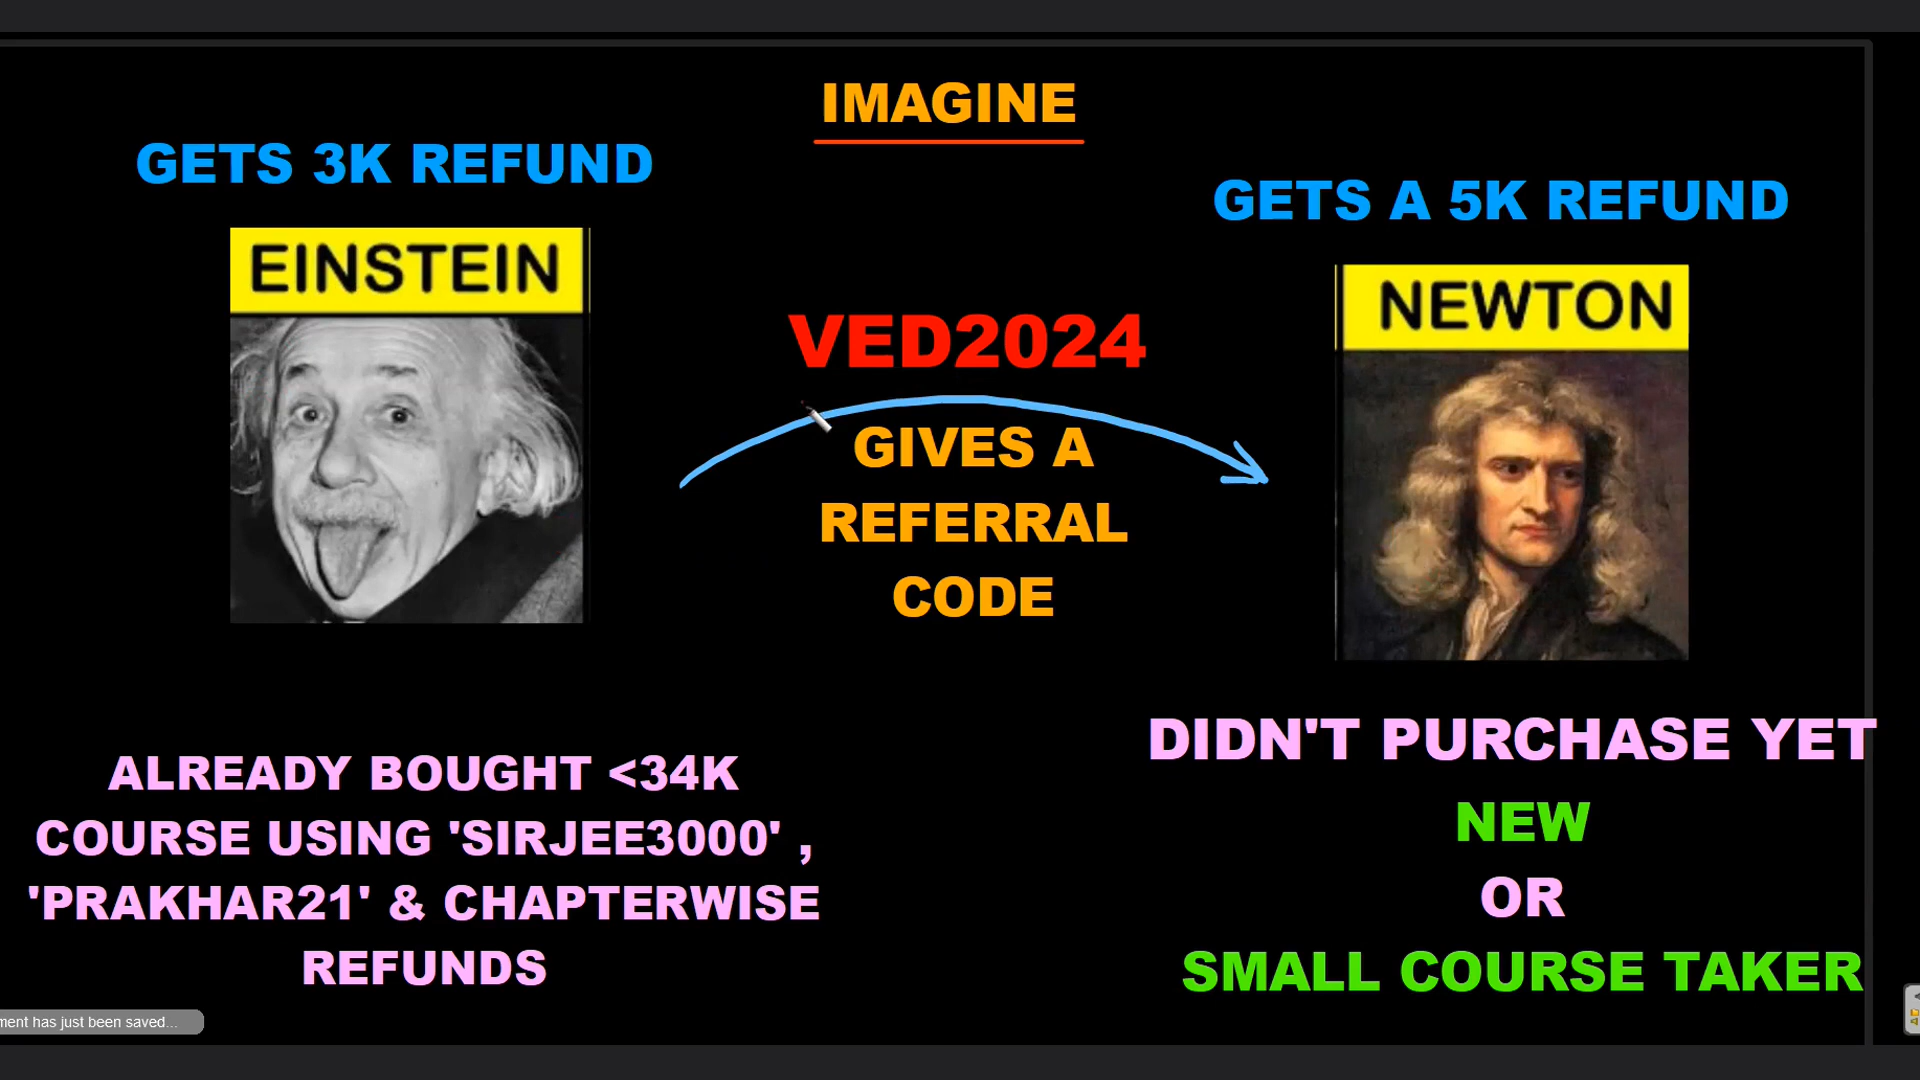 IMAGINE
GETS 3K REFUND
GETS A 5K REFUND
EINSTEIN
NEWTON
VED2024
GIVES A
REFERRAL
CODE
ALREADY BOUGHT <34K
COURSE USING 'SIRJEE3000' ,
'PRAKHAR21' & CHAPTERWISE
REFUNDS
DIDN'T PURCHASE YET
NEW
OR
SMALL COURSE TAKER
ment has just been saved...